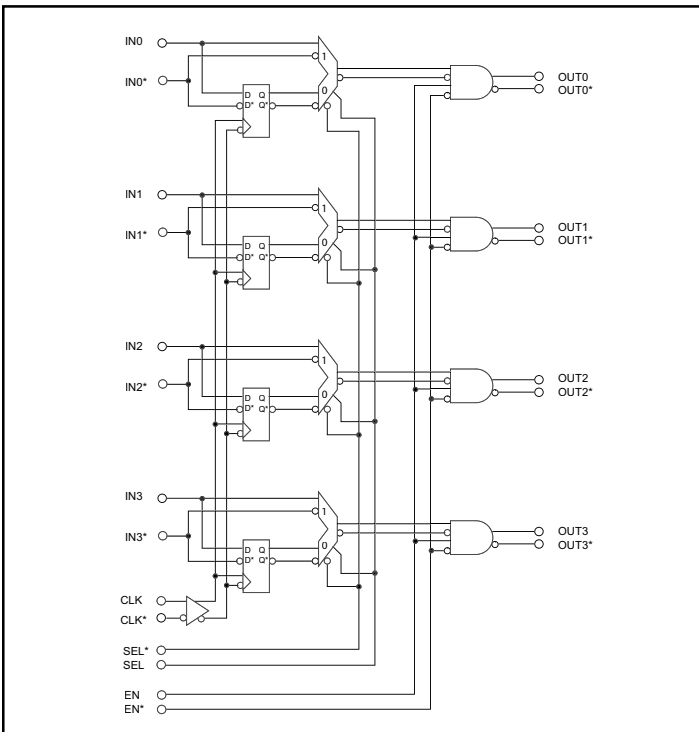 IN0
1
OUT0
IN0*
OUT0*
D Q
0
D* Q*
IN1
1
OUT1
IN1*
OUT1*
D Q
0
D* Q*
IN2
1
OUT2
IN2*
OUT2*
D Q
0
D* Q*
IN3
1
OUT3
IN3*
OUT3*
D Q
0
D* Q*
CLK
CLK*
SEL*
SEL
EN
EN*